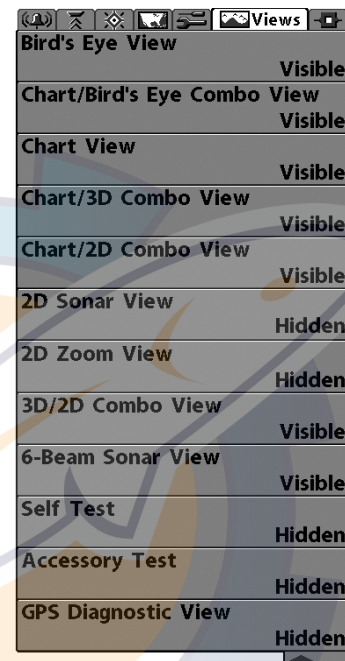 Views
Bird's Eye View
Visible
Chart/Bird's Eye Combo View
Visible
Chart View
Visible
Chart/3D Combo View
Visible
Chart/2D Combo View
Visible
2D Sonar View
Hidden
2D Zoom View
Hidden
3D/2D Combo View
Visible
6-Beam Sonar View
Visible
Self Test
Hidden
Accessory Test
Hidden
GPS Diagnostic View
Hidden